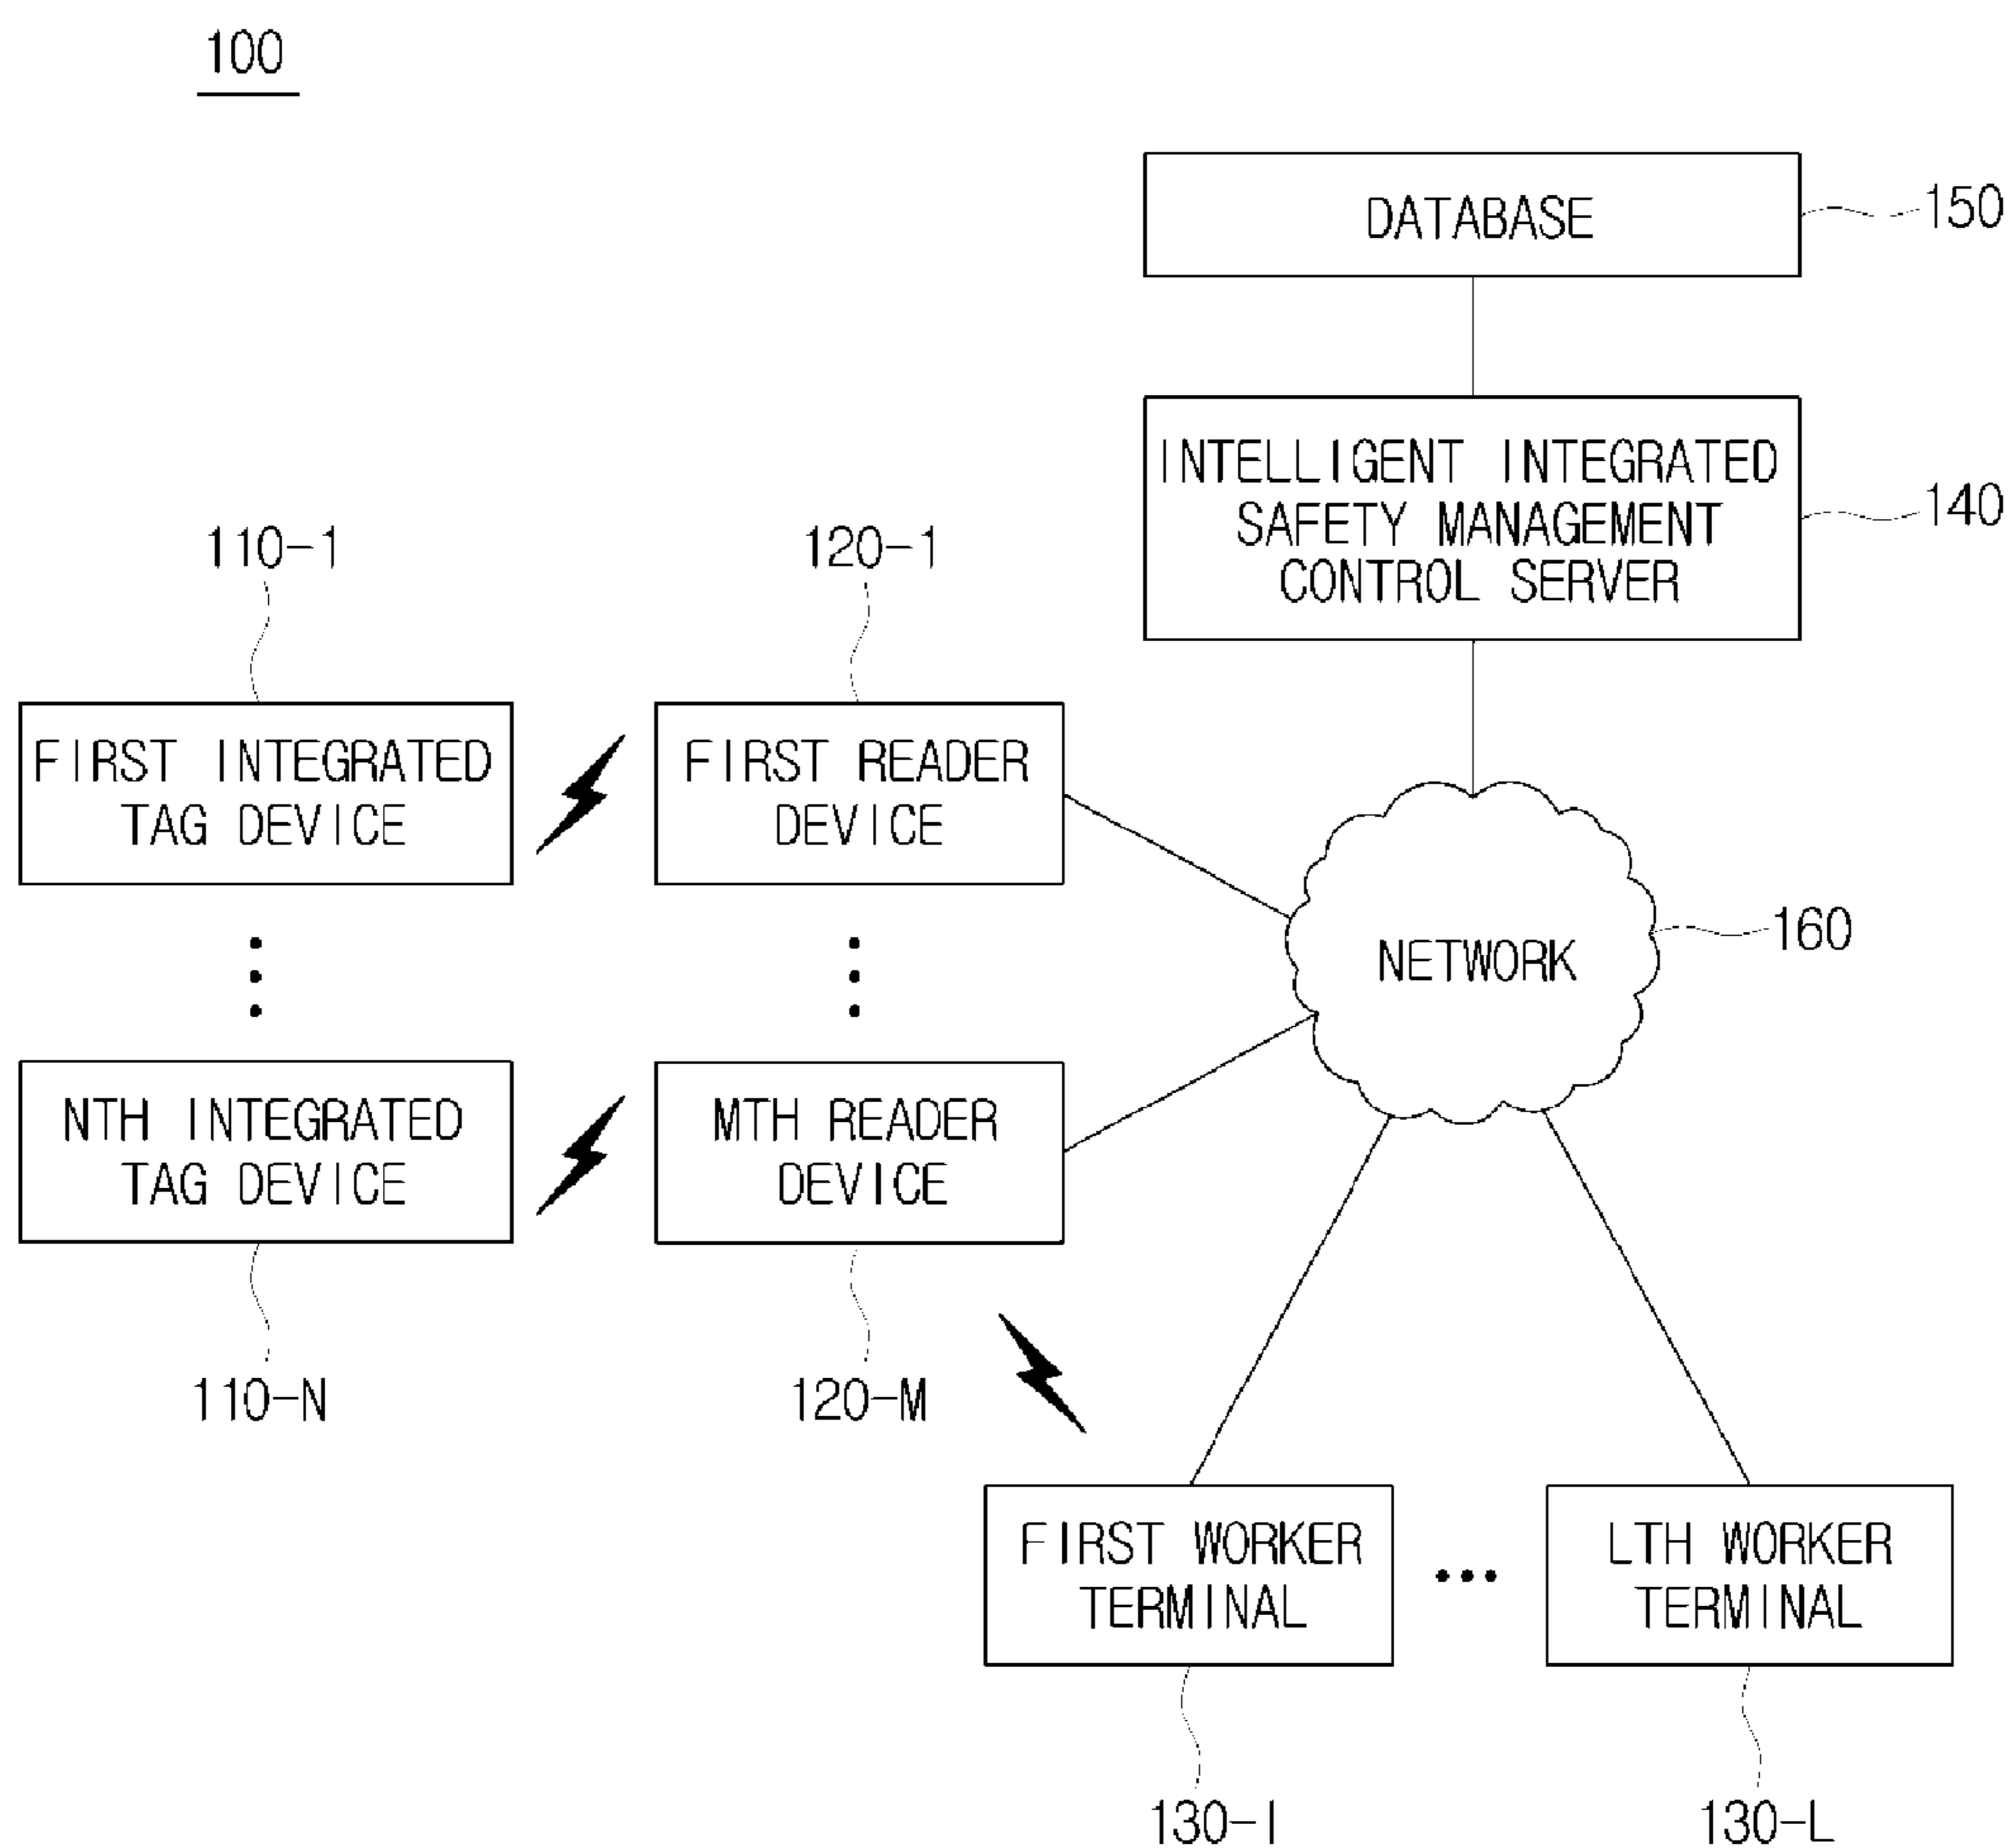 100
DATABASE
150
INTELLIGENT INTEGRATED
SAFETY MANAGEMENT
CONTROL SERVER
140
110-1
120-1
FIRST INTEGRATED
TAG DEVICE
FIRST READER
DEVICE
NETWORK
160
NTH INTEGRATED
TAG DEVICE
MTH READER
DEVICE
110-N
120-M
FIRST WORKER
TERMINAL
LTH WORKER
TERMINAL
130-I
130-L